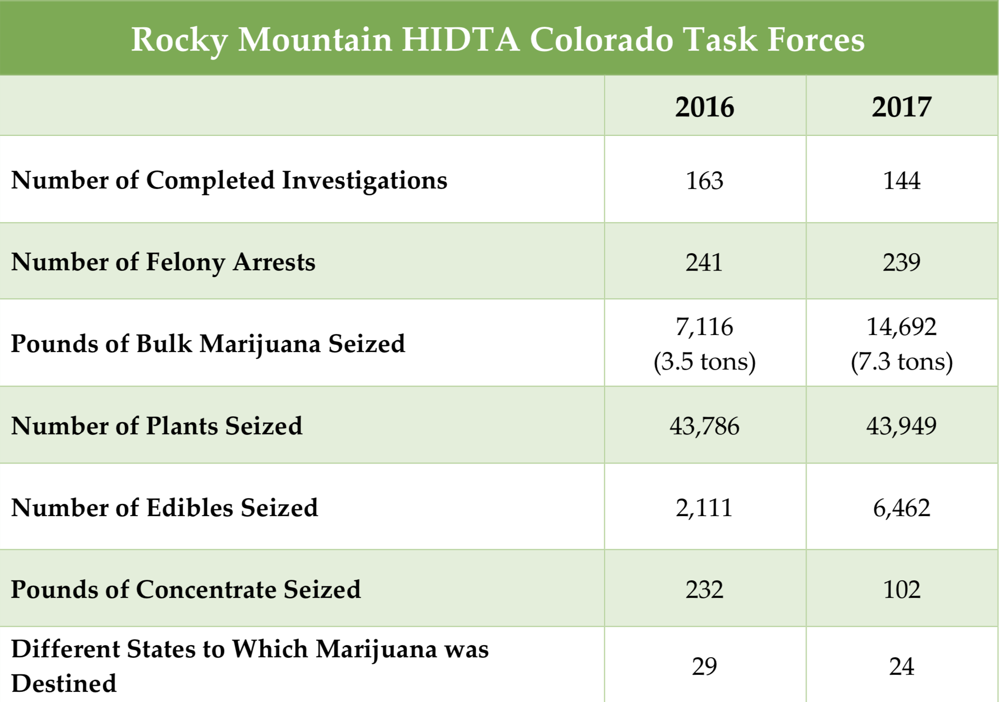 Rocky Mountain HIDTA Colorado Task Forces
2016 2017
Number of Completed Investigations 163 144
Number of Felony Arrests 241 239
Pounds of Bulk Marijuana Seized 7,116 (3.5 tons) 14,692 (7.3 tons)
Number of Plants Seized 43,786 43,949
Number of Edibles Seized 2,111 6,462
Pounds of Concentrate Seized 232 102
Different States to Which Marijuana was
Destined 29 24